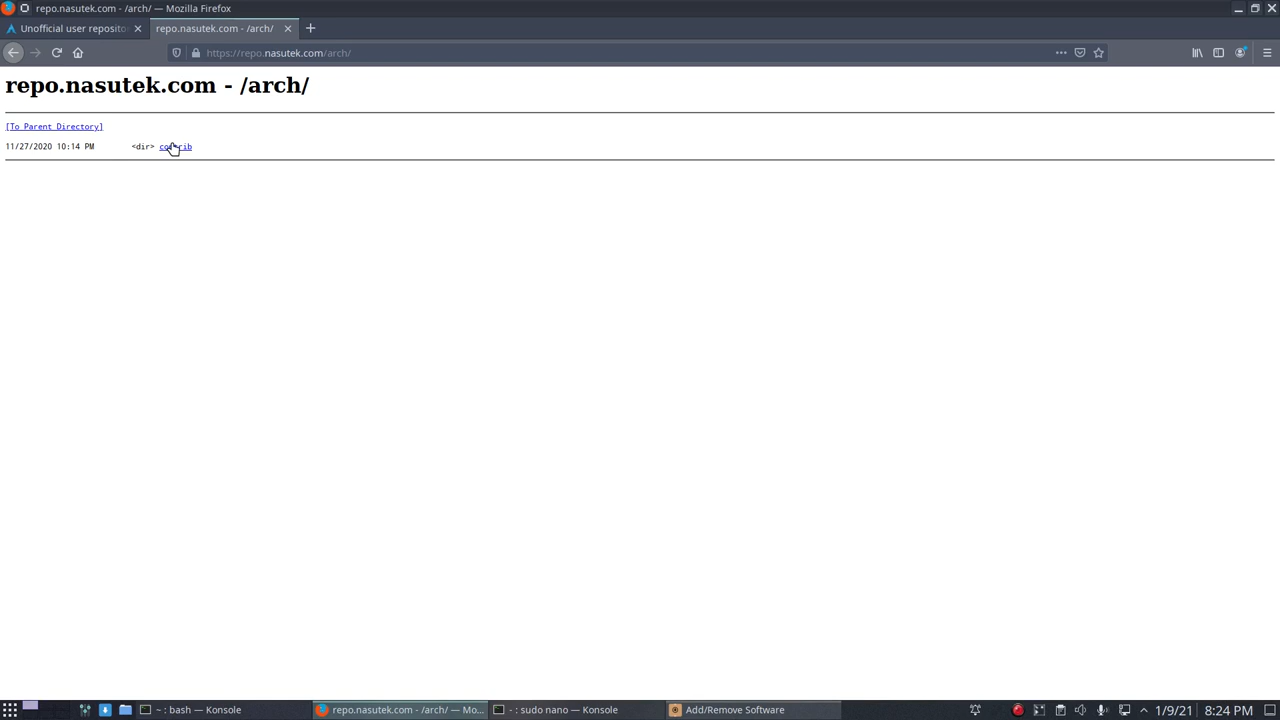 repo.nasutek.com - /arch/ — Mozilla Firefox
Unofficial user reposito
repo.nasutek.com - /arch/
https://repo.nasutek.com/arch/
repo.nasutek.com - /arch/
[To Parent Directory]
11/27/2020 10:14 PM <dir> contrib
~ : bash — Konsole
repo.nasutek.com - /arch/ — Mo...
- : sudo nano — Konsole
Add/Remove Software
1/9/21
8:24 PM